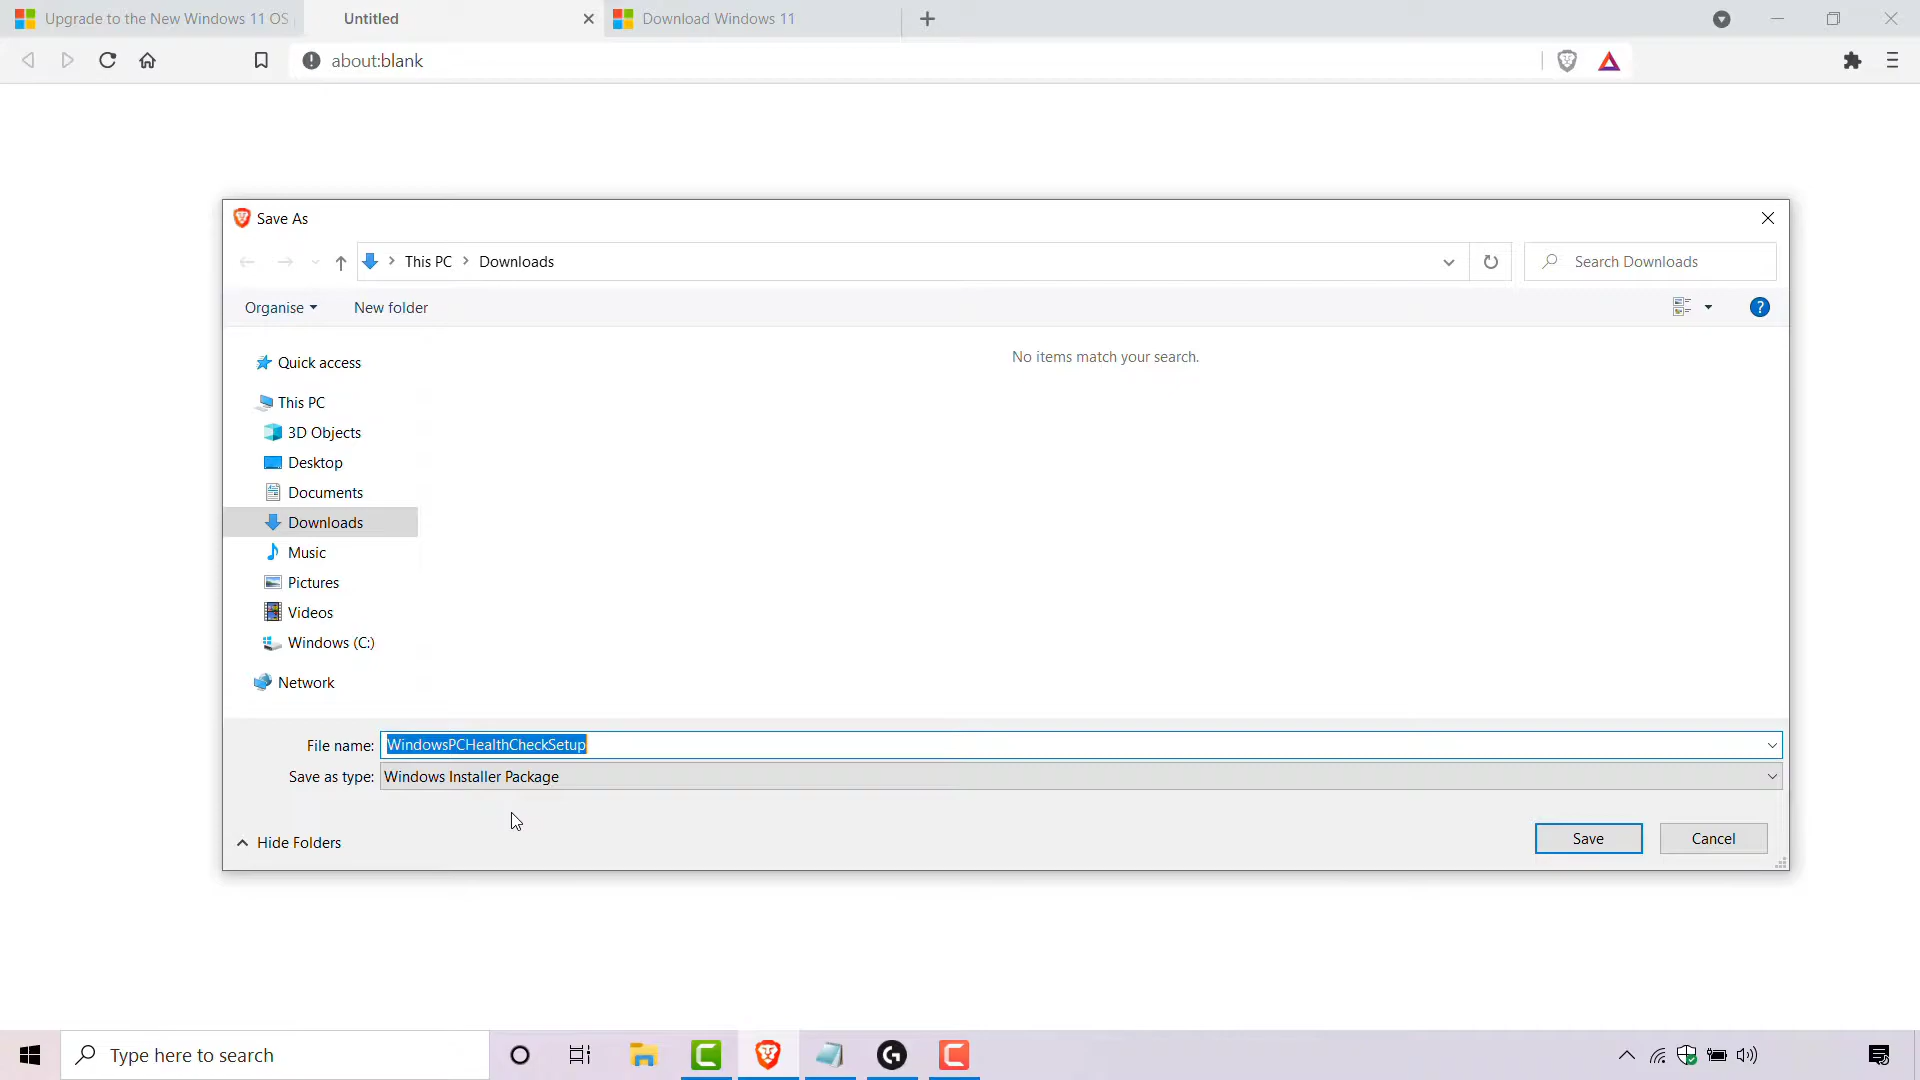 Upgrade to the New Windows 11 OS
Untitled
Download Windows 11
about:blank
Save As
This PC
Downloads
Search Downloads
Organise
New folder
Quick access
No items match your search.
This PC
3D Objects
Desktop
Documents
Downloads
Music
Pictures
Videos
Windows (C:)
Network
File name: WindowsPCHealthCheckSetup
Save as type: Windows Installer Package
Hide Folders
Save
Cancel
Type here to search